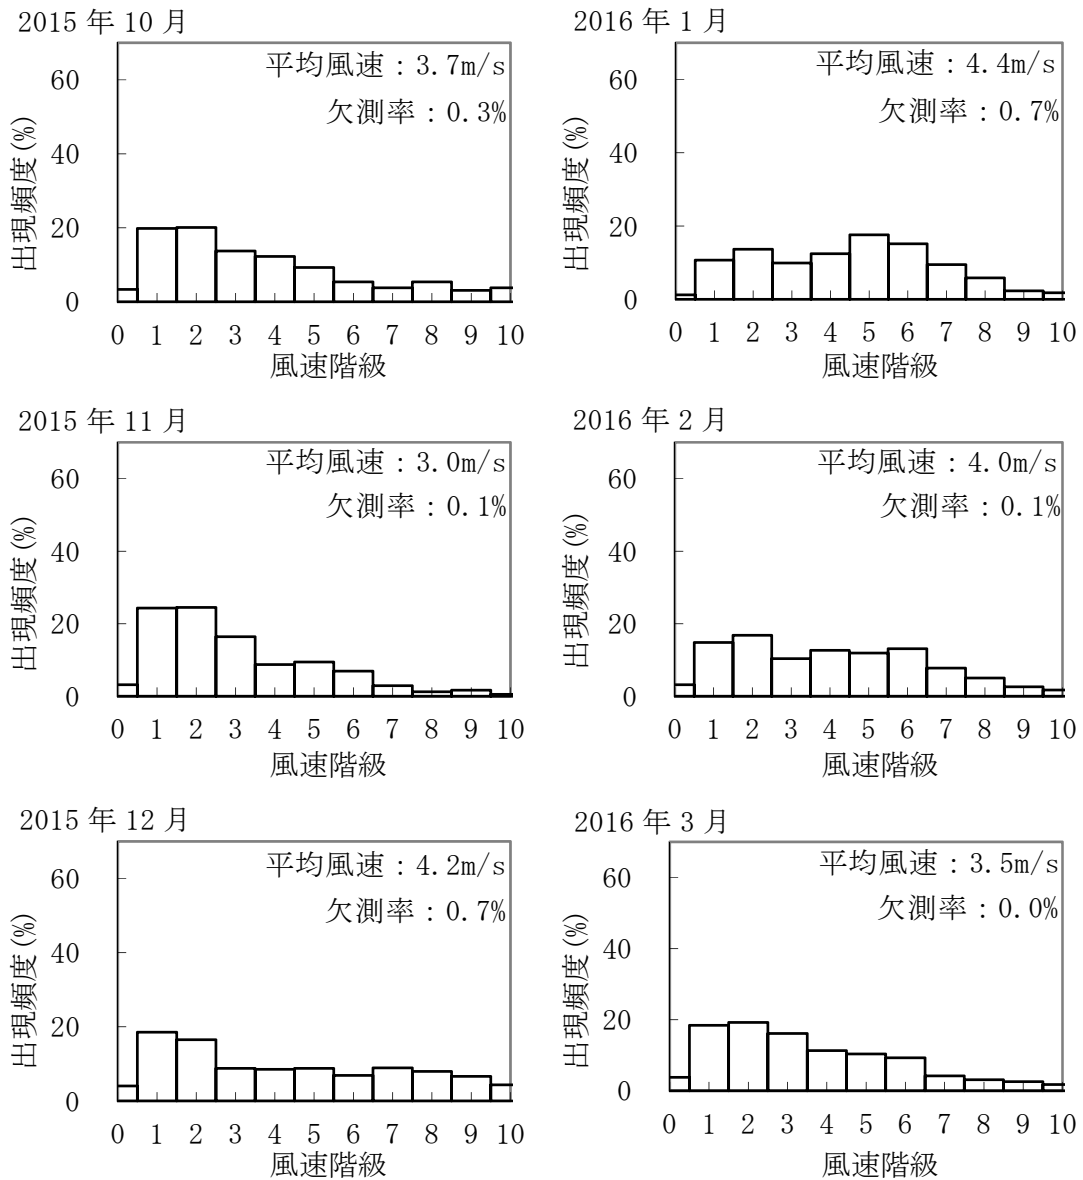 2015 年 10 月
平均風速：3.7m/s
欠測率：0.3%
出現頻度(%)
60
40
20
0
0 1 2 3 4 5 6 7 8 9 10
風速階級
2016 年 1 月
平均風速：4.4m/s
欠測率：0.7%
出現頻度(%)
60
40
20
0
0 1 2 3 4 5 6 7 8 9 10
風速階級
2015 年 11 月
平均風速：3.0m/s
欠測率：0.1%
出現頻度(%)
60
40
20
0
0 1 2 3 4 5 6 7 8 9 10
風速階級
2016 年 2 月
平均風速：4.0m/s
欠測率：0.1%
出現頻度(%)
60
40
20
0
0 1 2 3 4 5 6 7 8 9 10
風速階級
2015 年 12 月
平均風速：4.2m/s
欠測率：0.7%
出現頻度(%)
60
40
20
0
0 1 2 3 4 5 6 7 8 9 10
風速階級
2016 年 3 月
平均風速：3.5m/s
欠測率：0.0%
出現頻度(%)
60
40
20
0
0 1 2 3 4 5 6 7 8 9 10
風速階級